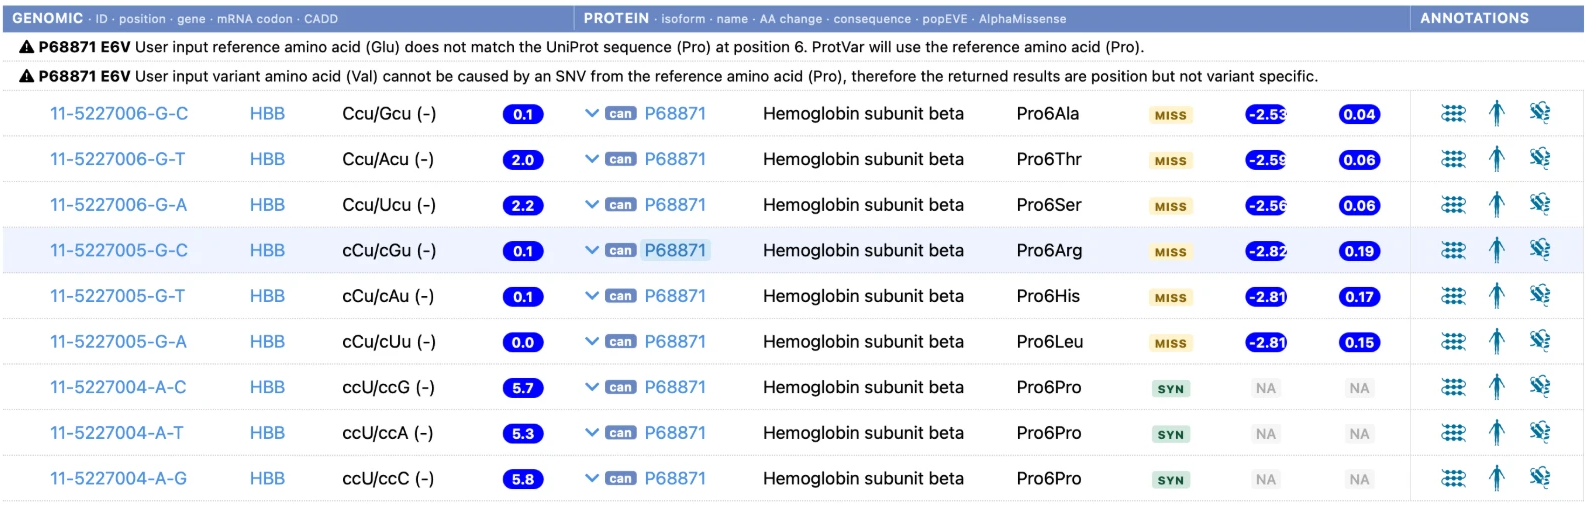 GENOMIC · ID · position · gene · mRNA codon · CADD PROTEIN · isoform · name · AA change · consequence · popEVE · AlphaMissense ANNOTATIONS
P68871 E6V User input reference amino acid (Glu) does not match the UniProt sequence (Pro) at position 6. ProtVar will use the reference amino acid (Pro).
P68871 E6V User input variant amino acid (Val) cannot be caused by an SNV from the reference amino acid (Pro), therefore the returned results are position but not variant specific.
11-5227006-G-C HBB Ccu/Gcu (-) 0.1 can P68871 Hemoglobin subunit beta Pro6Ala MISS -2.53 0.04
11-5227006-G-T HBB Ccu/Acu (-) 2.0 can P68871 Hemoglobin subunit beta Pro6Thr MISS -2.59 0.06
11-5227006-G-A HBB Ccu/Ucu (-) 2.2 can P68871 Hemoglobin subunit beta Pro6Ser MISS -2.56 0.06
11-5227005-G-C HBB cCu/cGu (-) 0.1 can P68871 Hemoglobin subunit beta Pro6Arg MISS -2.82 0.19
11-5227005-G-T HBB cCu/cAu (-) 0.1 can P68871 Hemoglobin subunit beta Pro6His MISS -2.81 0.17
11-5227005-G-A HBB cCu/cUu (-) 0.0 can P68871 Hemoglobin subunit beta Pro6Leu MISS -2.81 0.15
11-5227004-A-C HBB ccU/ccG (-) 5.7 can P68871 Hemoglobin subunit beta Pro6Pro SYN NA NA
11-5227004-A-T HBB ccU/ccA (-) 5.3 can P68871 Hemoglobin subunit beta Pro6Pro SYN NA NA
11-5227004-A-G HBB ccU/ccC (-) 5.8 can P68871 Hemoglobin subunit beta Pro6Pro SYN NA NA